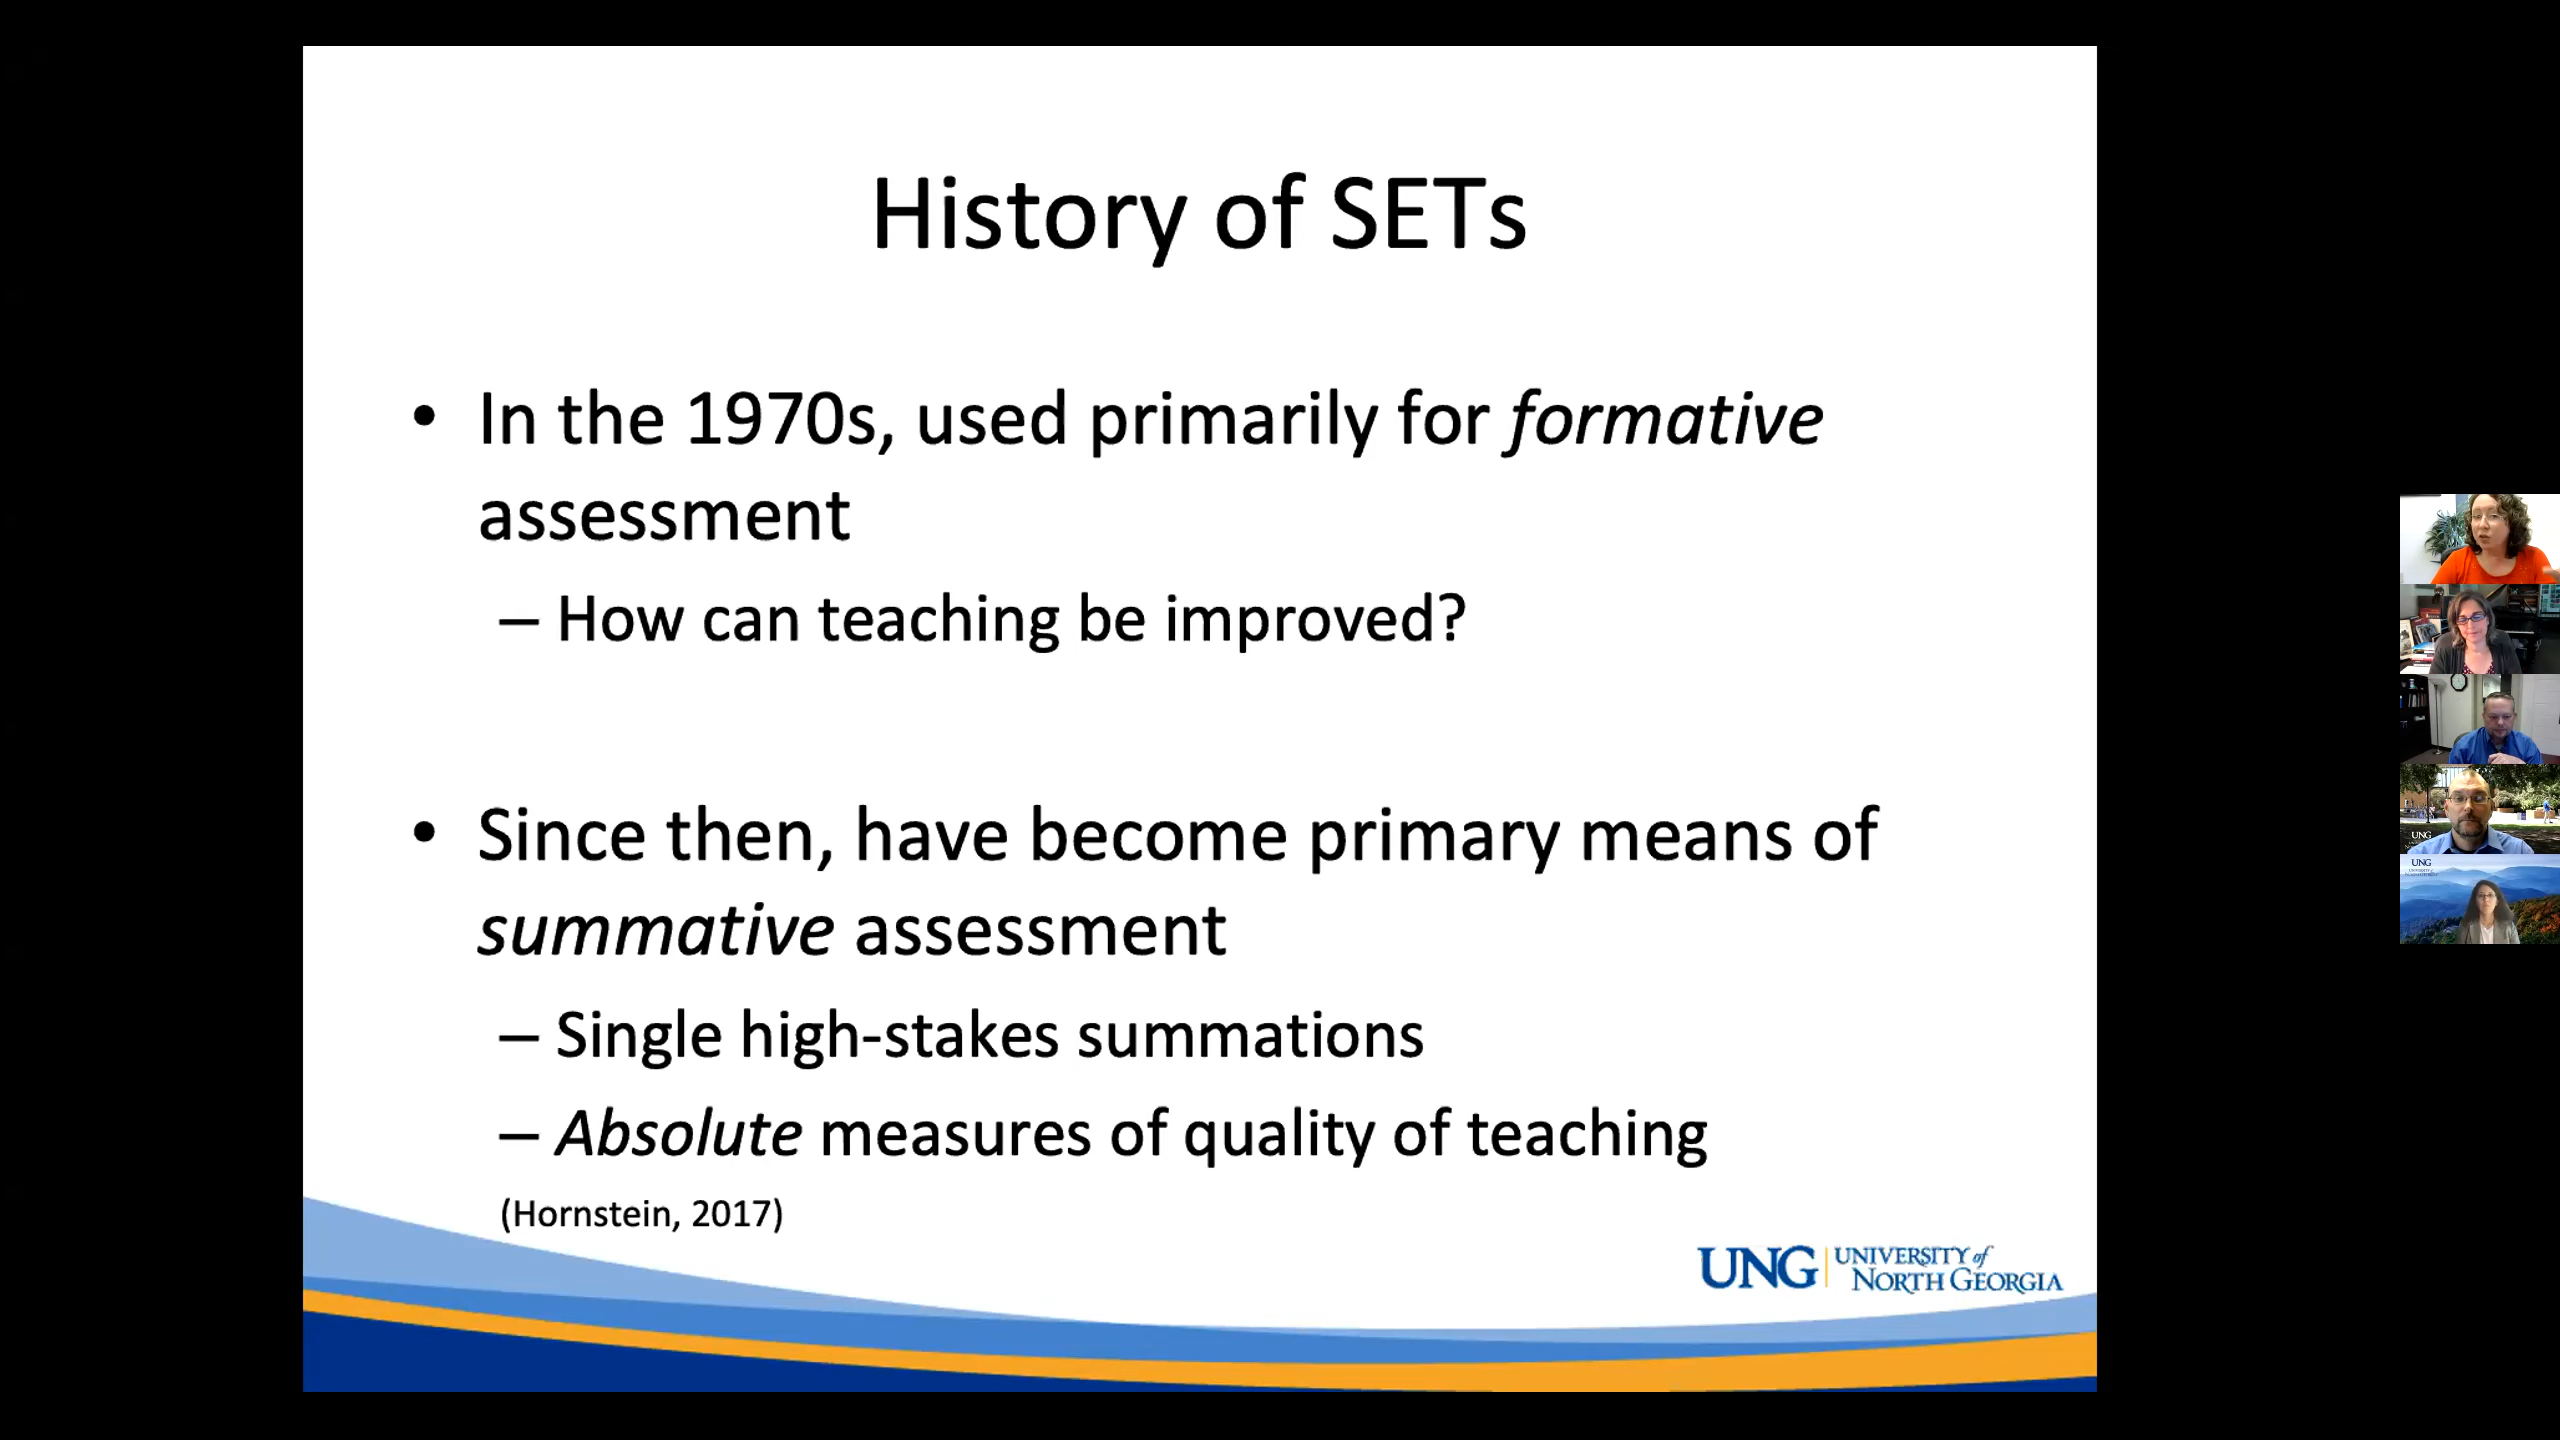 History of SETs
• In the 1970s, used primarily for formative
assessment
– How can teaching be improved?
• Since then, have become primary means of
summative assessment
– Single high-stakes summations
– Absolute measures of quality of teaching
(Hornstein, 2017)
UNG UNIVERSITY of
NORTH GEORGIA
UNG
UNG